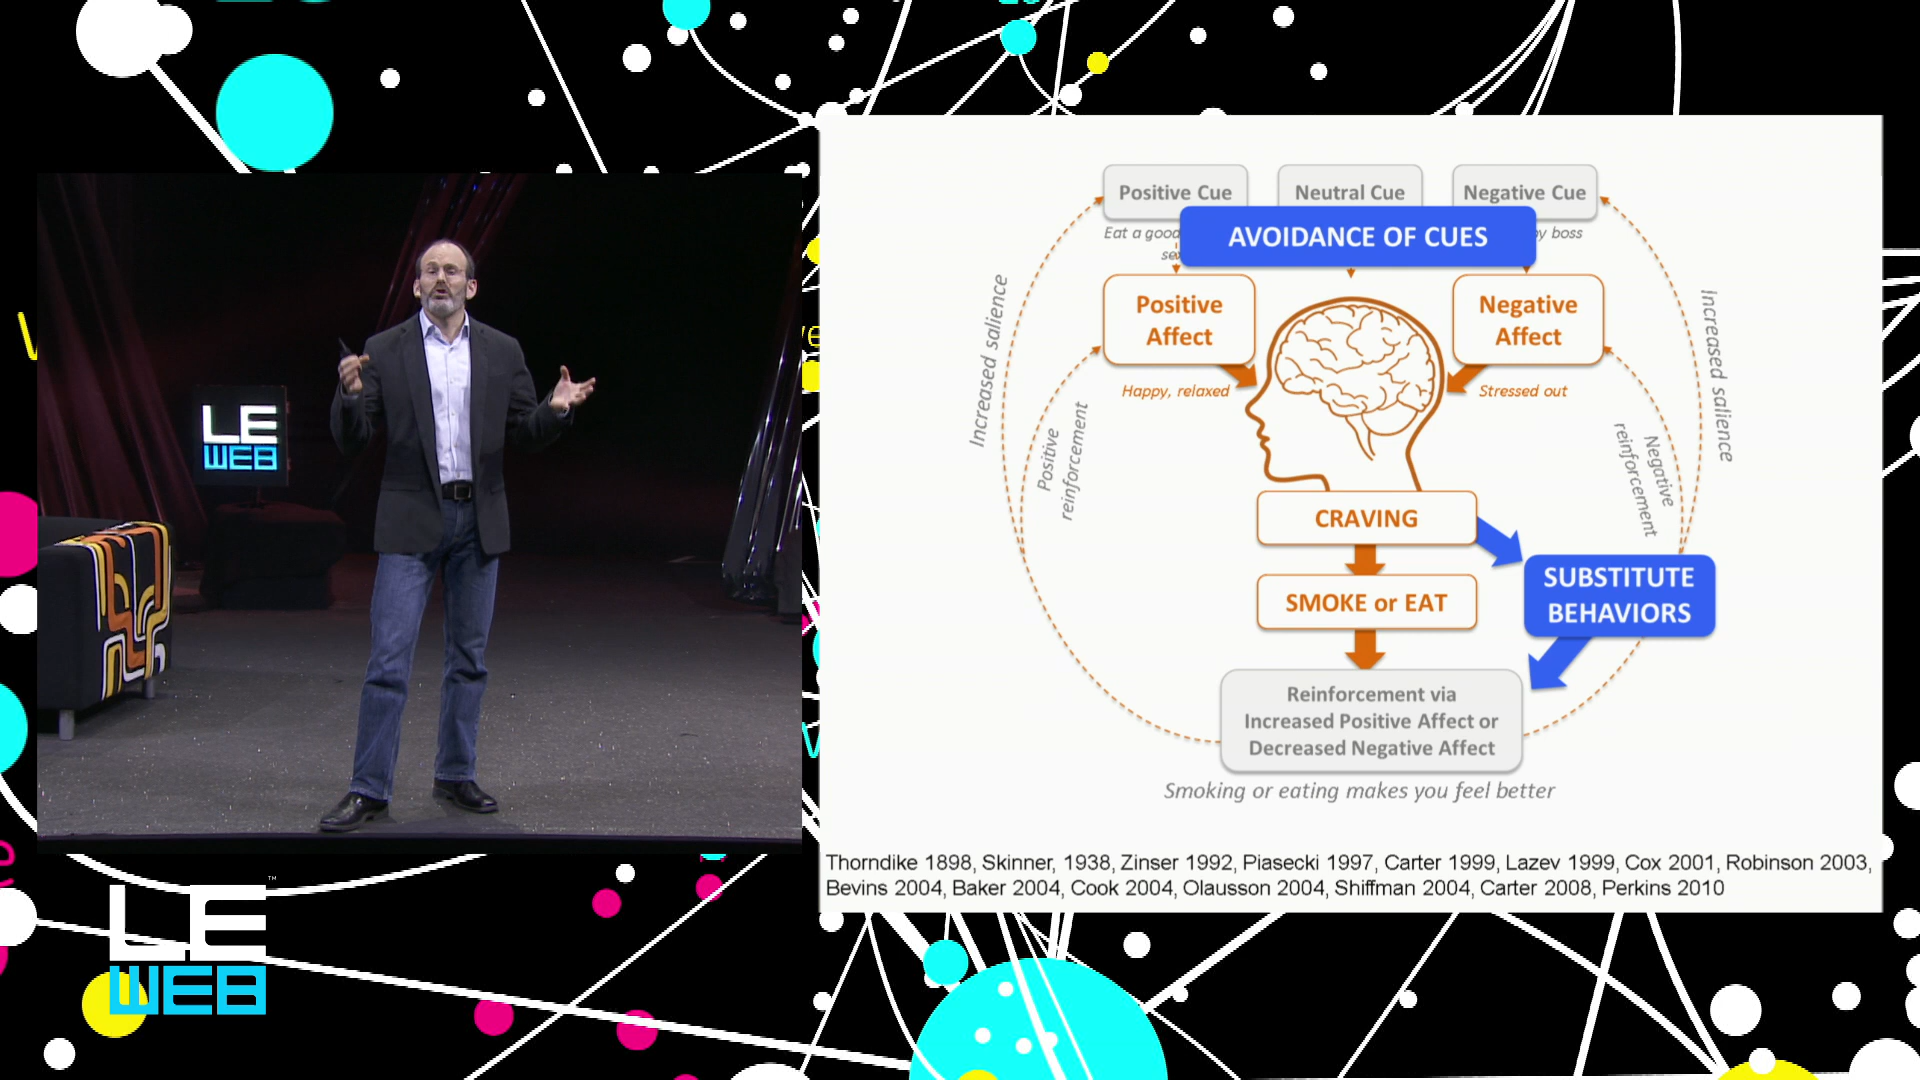 LE
WEB
LE
WEB
™
Positive Cue
Neutral Cue
Negative Cue
Eat a good
AVOIDANCE OF CUES
by boss
Positive
Affect
Negative
Affect
Happy, relaxed
Stressed out
Increased salience
Positive
reinforcement
Negative
reinforcement
Increased salience
CRAVING
SMOKE or EAT
SUBSTITUTE
BEHAVIORS
Reinforcement via
Increased Positive Affect or
Decreased Negative Affect
Smoking or eating makes you feel better
Thorndike 1898, Skinner, 1938, Zinser 1992, Piasecki 1997, Carter 1999, Lazev 1999, Cox 2001, Robinson 2003,
Bevins 2004, Baker 2004, Cook 2004, Olausson 2004, Shiffman 2004, Carter 2008, Perkins 2010